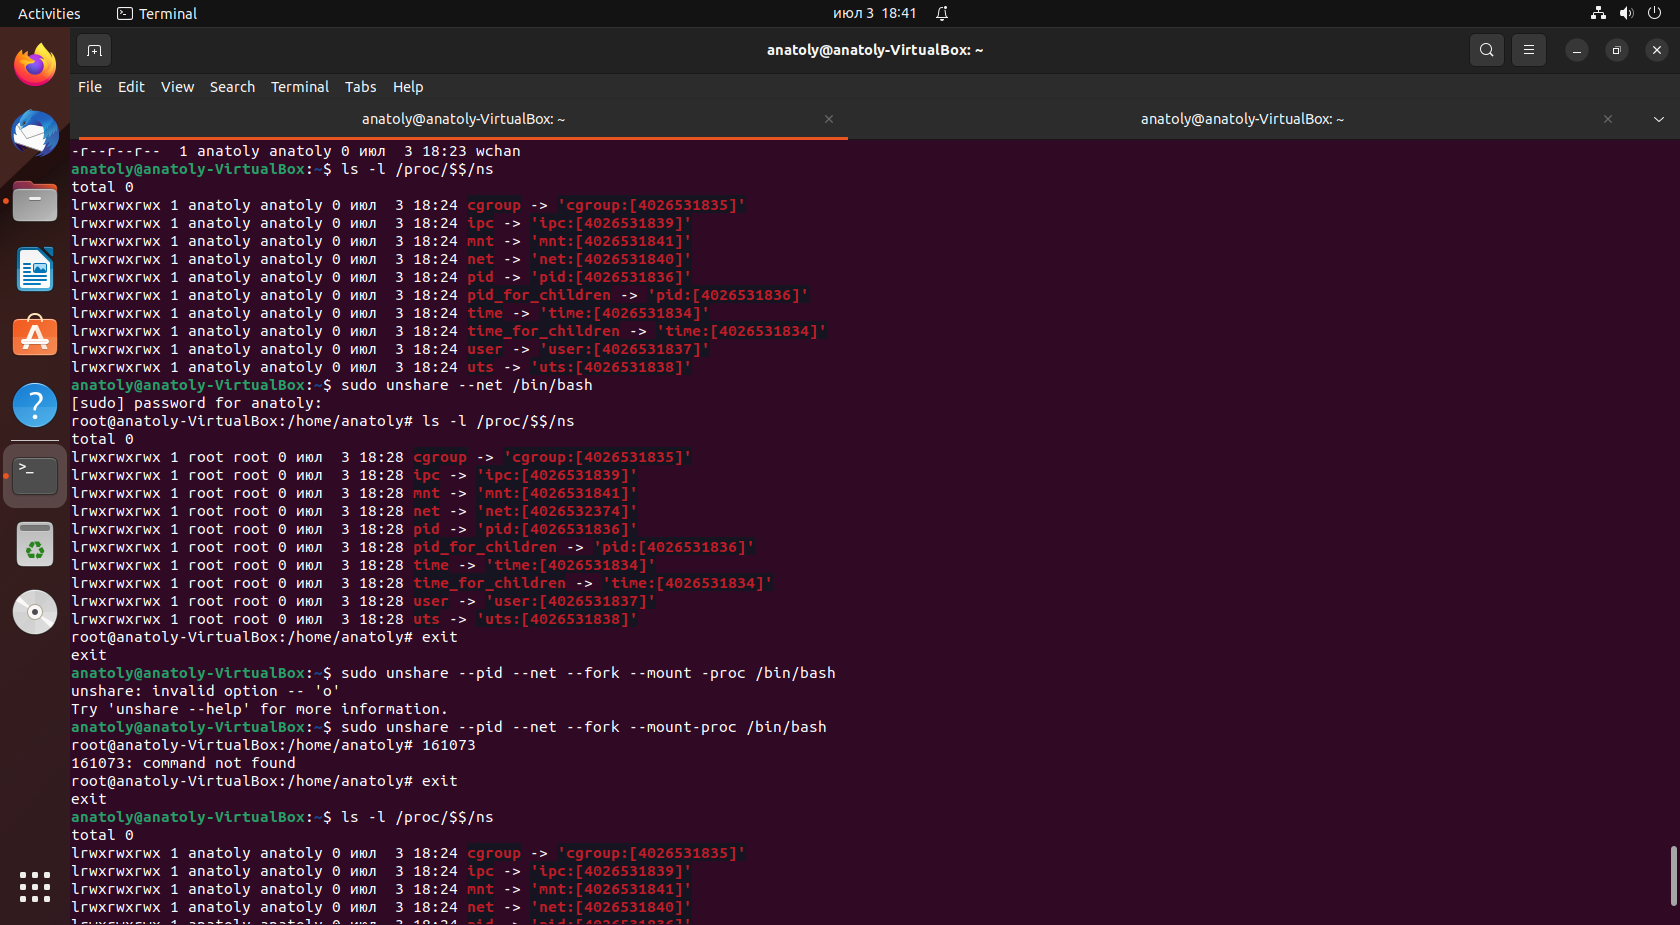 Activities
Terminal
июл 3 18:41
anatoly@anatoly-VirtualBox: ~
File Edit View Search Terminal Tabs Help
anatoly@anatoly-VirtualBox: ~
anatoly@anatoly-VirtualBox: ~
-r--r--r--  1 anatoly anatoly 0 июл  3 18:23 wchan
anatoly@anatoly-VirtualBox:~$ ls -l /proc/$$/ns
total 0
lrwxrwxrwx 1 anatoly anatoly 0 июл  3 18:24 cgroup -> 'cgroup:[4026531835]'
lrwxrwxrwx 1 anatoly anatoly 0 июл  3 18:24 ipc -> 'ipc:[4026531839]'
lrwxrwxrwx 1 anatoly anatoly 0 июл  3 18:24 mnt -> 'mnt:[4026531841]'
lrwxrwxrwx 1 anatoly anatoly 0 июл  3 18:24 net -> 'net:[4026531840]'
lrwxrwxrwx 1 anatoly anatoly 0 июл  3 18:24 pid -> 'pid:[4026531836]'
lrwxrwxrwx 1 anatoly anatoly 0 июл  3 18:24 pid_for_children -> 'pid:[4026531836]'
lrwxrwxrwx 1 anatoly anatoly 0 июл  3 18:24 time -> 'time:[4026531834]'
lrwxrwxrwx 1 anatoly anatoly 0 июл  3 18:24 time_for_children -> 'time:[4026531834]'
lrwxrwxrwx 1 anatoly anatoly 0 июл  3 18:24 user -> 'user:[4026531837]'
lrwxrwxrwx 1 anatoly anatoly 0 июл  3 18:24 uts -> 'uts:[4026531838]'
anatoly@anatoly-VirtualBox:~$ sudo unshare --net /bin/bash
[sudo] password for anatoly:
root@anatoly-VirtualBox:/home/anatoly# ls -l /proc/$$/ns
total 0
lrwxrwxrwx 1 root root 0 июл  3 18:28 cgroup -> 'cgroup:[4026531835]'
lrwxrwxrwx 1 root root 0 июл  3 18:28 ipc -> 'ipc:[4026531839]'
lrwxrwxrwx 1 root root 0 июл  3 18:28 mnt -> 'mnt:[4026531841]'
lrwxrwxrwx 1 root root 0 июл  3 18:28 net -> 'net:[4026532374]'
lrwxrwxrwx 1 root root 0 июл  3 18:28 pid -> 'pid:[4026531836]'
lrwxrwxrwx 1 root root 0 июл  3 18:28 pid_for_children -> 'pid:[4026531836]'
lrwxrwxrwx 1 root root 0 июл  3 18:28 time -> 'time:[4026531834]'
lrwxrwxrwx 1 root root 0 июл  3 18:28 time_for_children -> 'time:[4026531834]'
lrwxrwxrwx 1 root root 0 июл  3 18:28 user -> 'user:[4026531837]'
lrwxrwxrwx 1 root root 0 июл  3 18:28 uts -> 'uts:[4026531838]'
root@anatoly-VirtualBox:/home/anatoly# exit
exit
anatoly@anatoly-VirtualBox:~$ sudo unshare --pid --net --fork --mount -proc /bin/bash
unshare: invalid option -- 'o'
Try 'unshare --help' for more information.
anatoly@anatoly-VirtualBox:~$ sudo unshare --pid --net --fork --mount-proc /bin/bash
root@anatoly-VirtualBox:/home/anatoly# 161073
161073: command not found
root@anatoly-VirtualBox:/home/anatoly# exit
exit
anatoly@anatoly-VirtualBox:~$ ls -l /proc/$$/ns
total 0
lrwxrwxrwx 1 anatoly anatoly 0 июл  3 18:24 cgroup -> 'cgroup:[4026531835]'
lrwxrwxrwx 1 anatoly anatoly 0 июл  3 18:24 ipc -> 'ipc:[4026531839]'
lrwxrwxrwx 1 anatoly anatoly 0 июл  3 18:24 mnt -> 'mnt:[4026531841]'
lrwxrwxrwx 1 anatoly anatoly 0 июл  3 18:24 net -> 'net:[4026531840]'
lrwxrwxrwx 1 anatoly anatoly 0 июл  3 18:24 pid -> 'pid:[4026531836]'